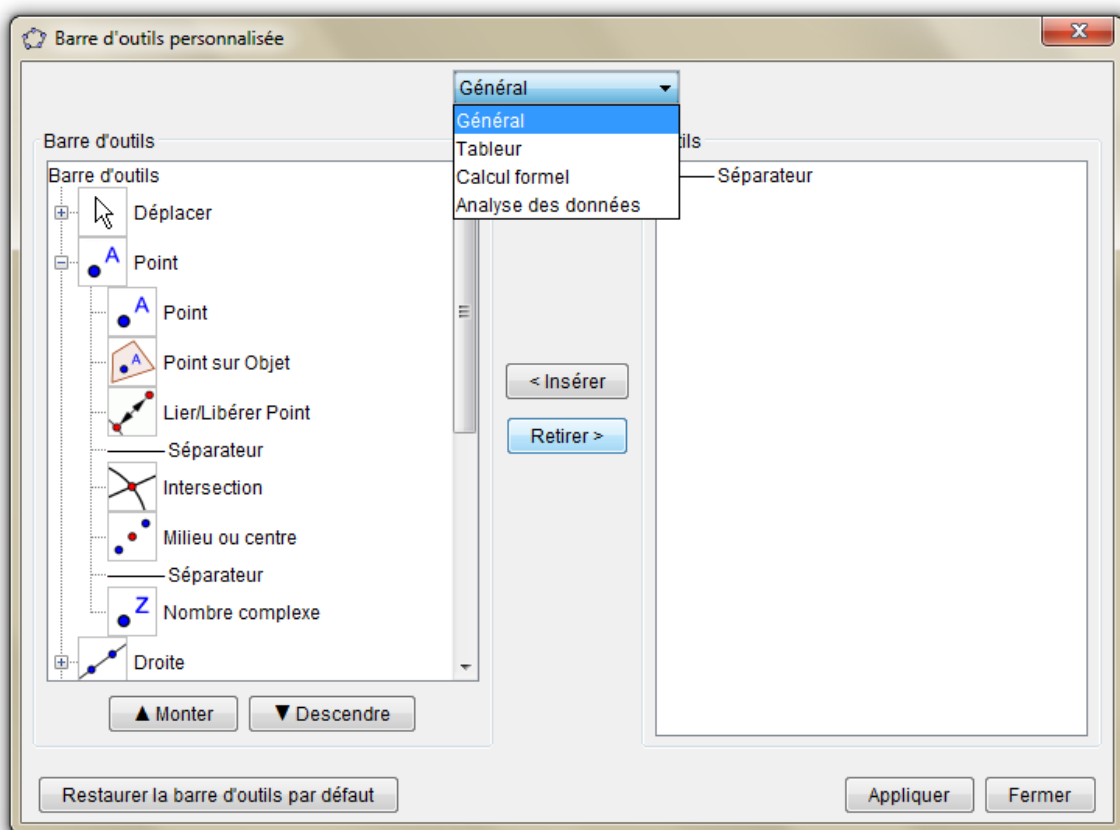 Barre d'outils personnalisée
Général
Général
Tableur
Calcul formel
Analyse des données
Barre d'outils
Barre d'outils
Déplacer
A Point
A Point
A Point sur Objet
Lier/Libérer Point
Séparateur
Intersection
Milieu ou centre
Séparateur
Z Nombre complexe
Droite
▲ Monter
▼ Descendre
< Insérer
Retirer >
tils
Séparateur
Restaurer la barre d'outils par défaut
Appliquer
Fermer